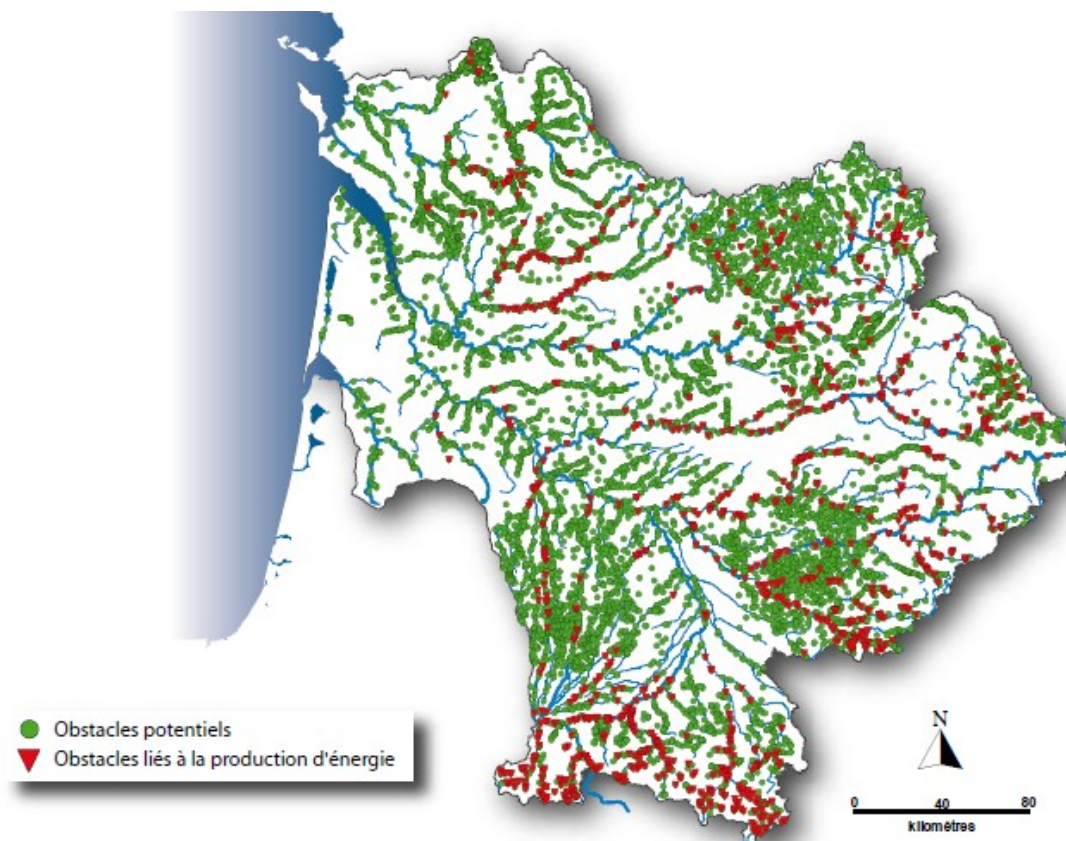 Obstacles potentiels
Obstacles liés à la production d'énergie
N
0 40 80
kilomètres